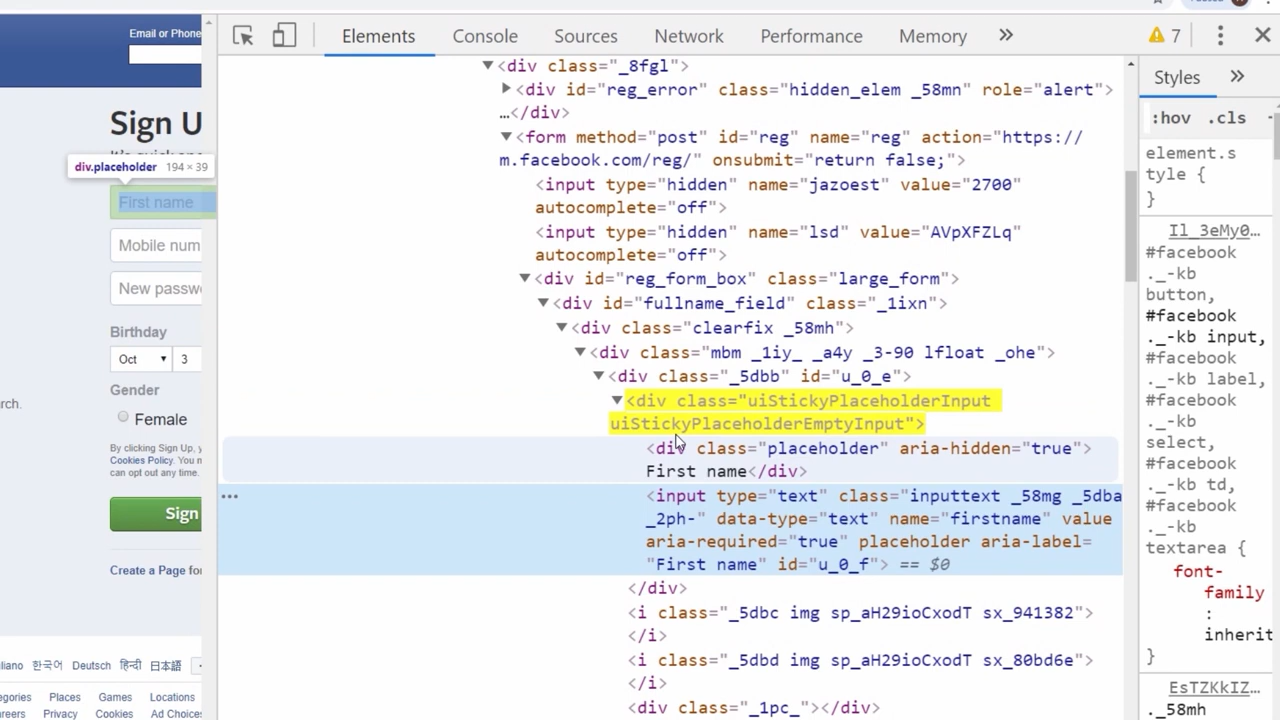 Email or Phone
Sign U
div.placeholder 194 × 39
First name
Mobile num
New passwo
Birthday
Oct 3
Gender
rch.
Female
By clicking Sign Up, y
Cookies Policy. You n
can opt out any time.
Sign
Create a Page for
liano 한국어 Deutsch हिन्दी 日本語
egories Places Games Locations
areers Privacy Cookies Ad Choices
Elements Console Sources Network Performance Memory » 7
<div class="_8fgl">
<div id="reg_error" class="hidden_elem _58mn" role="alert">
…</div>
<form method="post" id="reg" name="reg" action="https://
m.facebook.com/reg/" onsubmit="return false;">
<input type="hidden" name="jazoest" value="2700"
autocomplete="off">
<input type="hidden" name="lsd" value="AVpXFZLq"
autocomplete="off">
<div id="reg_form_box" class="large_form">
<div id="fullname_field" class="_1ixn">
<div class="clearfix _58mh">
<div class="mbm _1iy_ _a4y _3-90 lfloat _ohe">
<div class="_5dbb" id="u_0_e">
<div class="uiStickyPlaceholderInput
uiStickyPlaceholderEmptyInput">
<div class="placeholder" aria-hidden="true">
First name</div>
<input type="text" class="inputtext _58mg _5dba
_2ph-" data-type="text" name="firstname" value
aria-required="true" placeholder aria-label=
"First name" id="u_0_f"> == $0
</div>
<i class="_5dbc img sp_aH29ioCxodT sx_941382">
</i>
<i class="_5dbd img sp_aH29ioCxodT sx_80bd6e">
</i>
<div class="_1pc_"></div>
Styles »
:hov .cls
element.s
tyle {
}
Il_3eMy0…
#facebook
._-kb
button,
#facebook
._-kb input,
#facebook
._-kb label,
#facebook
._-kb
select,
#facebook
._-kb td,
#facebook
._-kb
textarea {
font-
family
:
inherit
}
EsTZKkIZ…
._58mh